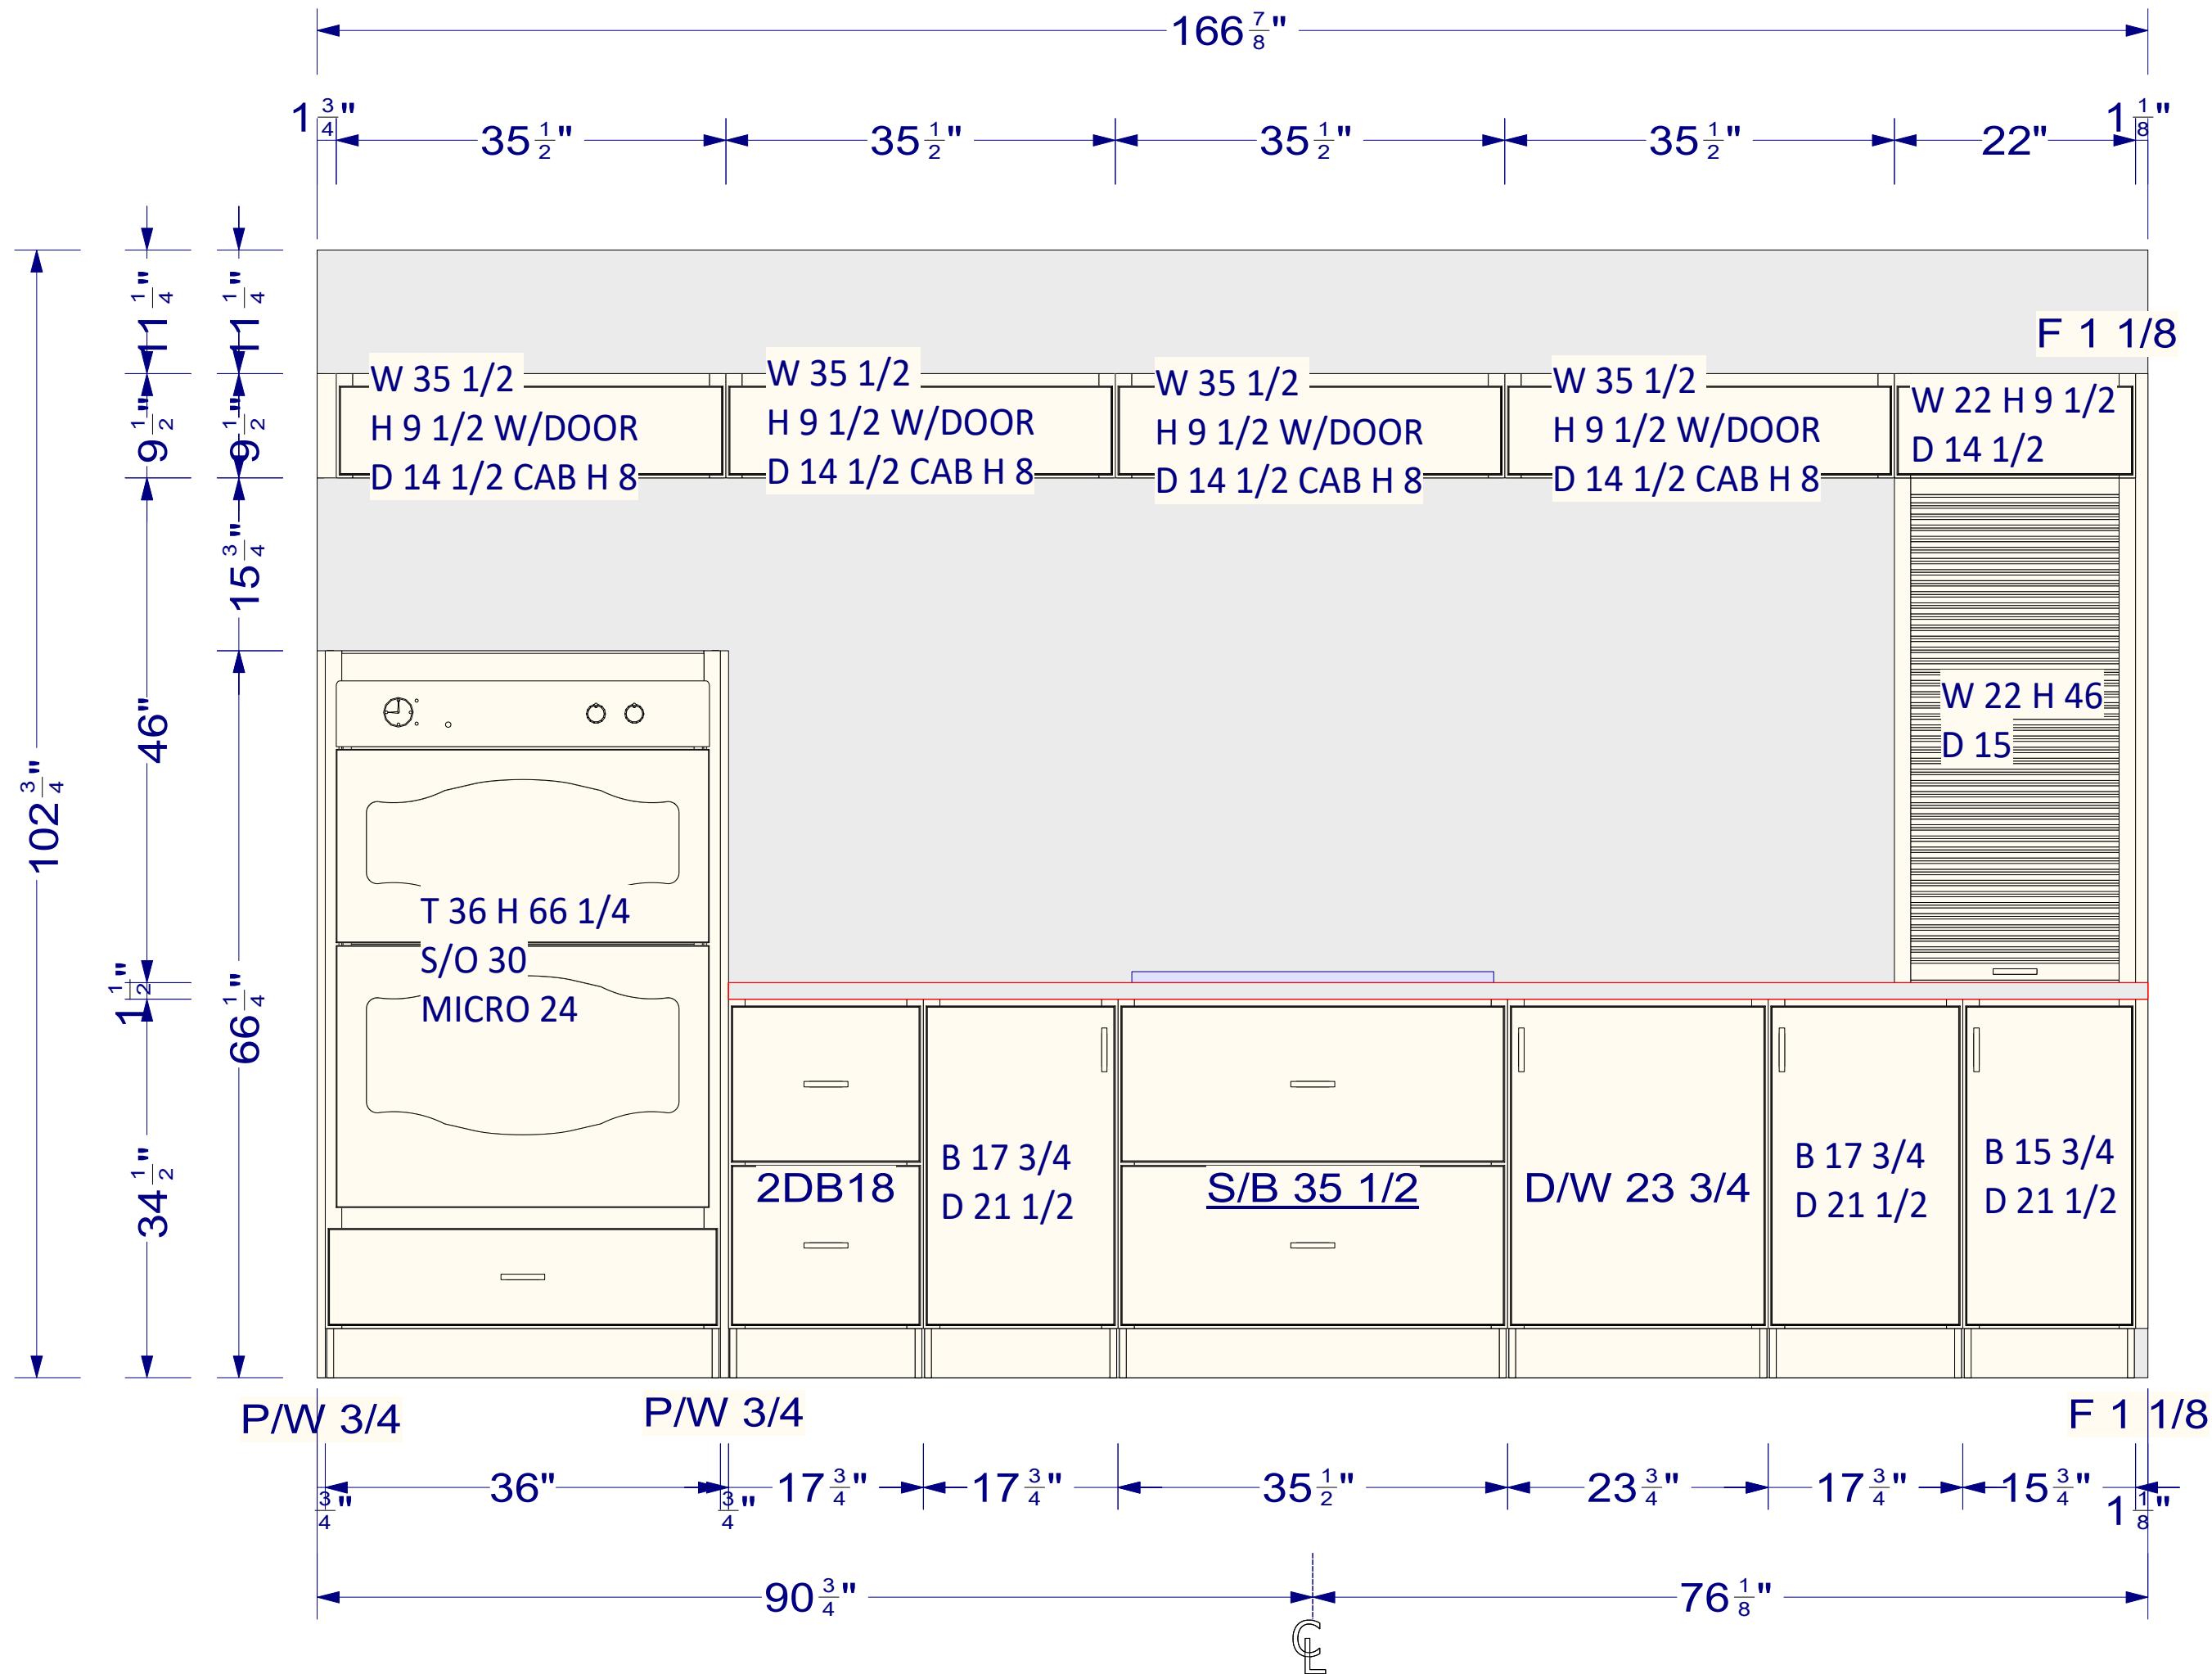 166 7/8"
1 3/4"
35 1/2"
35 1/2"
35 1/2"
35 1/2"
22"
1 1/8"
102 3/4"
11 1/4"
9 1/2"
46"
1 1/2"
34 1/2"
11 1/4"
9 1/2"
15 3/4"
66 1/4"
F 1 1/8
W 35 1/2
H 9 1/2 W/DOOR
D 14 1/2 CAB H 8
W 35 1/2
H 9 1/2 W/DOOR
D 14 1/2 CAB H 8
W 35 1/2
H 9 1/2 W/DOOR
D 14 1/2 CAB H 8
W 35 1/2
H 9 1/2 W/DOOR
D 14 1/2 CAB H 8
W 22 H 9 1/2
D 14 1/2
W 22 H 46
D 15
T 36 H 66 1/4
S/O 30
MICRO 24
2DB18
B 17 3/4
D 21 1/2
S/B 35 1/2
D/W 23 3/4
B 17 3/4
D 21 1/2
B 15 3/4
D 21 1/2
P/W 3/4
P/W 3/4
F 1 1/8
3/4"
36"
3/4"
17 3/4"
17 3/4"
35 1/2"
23 3/4"
17 3/4"
15 3/4"
1 1/8"
90 3/4"
76 1/8"
CL